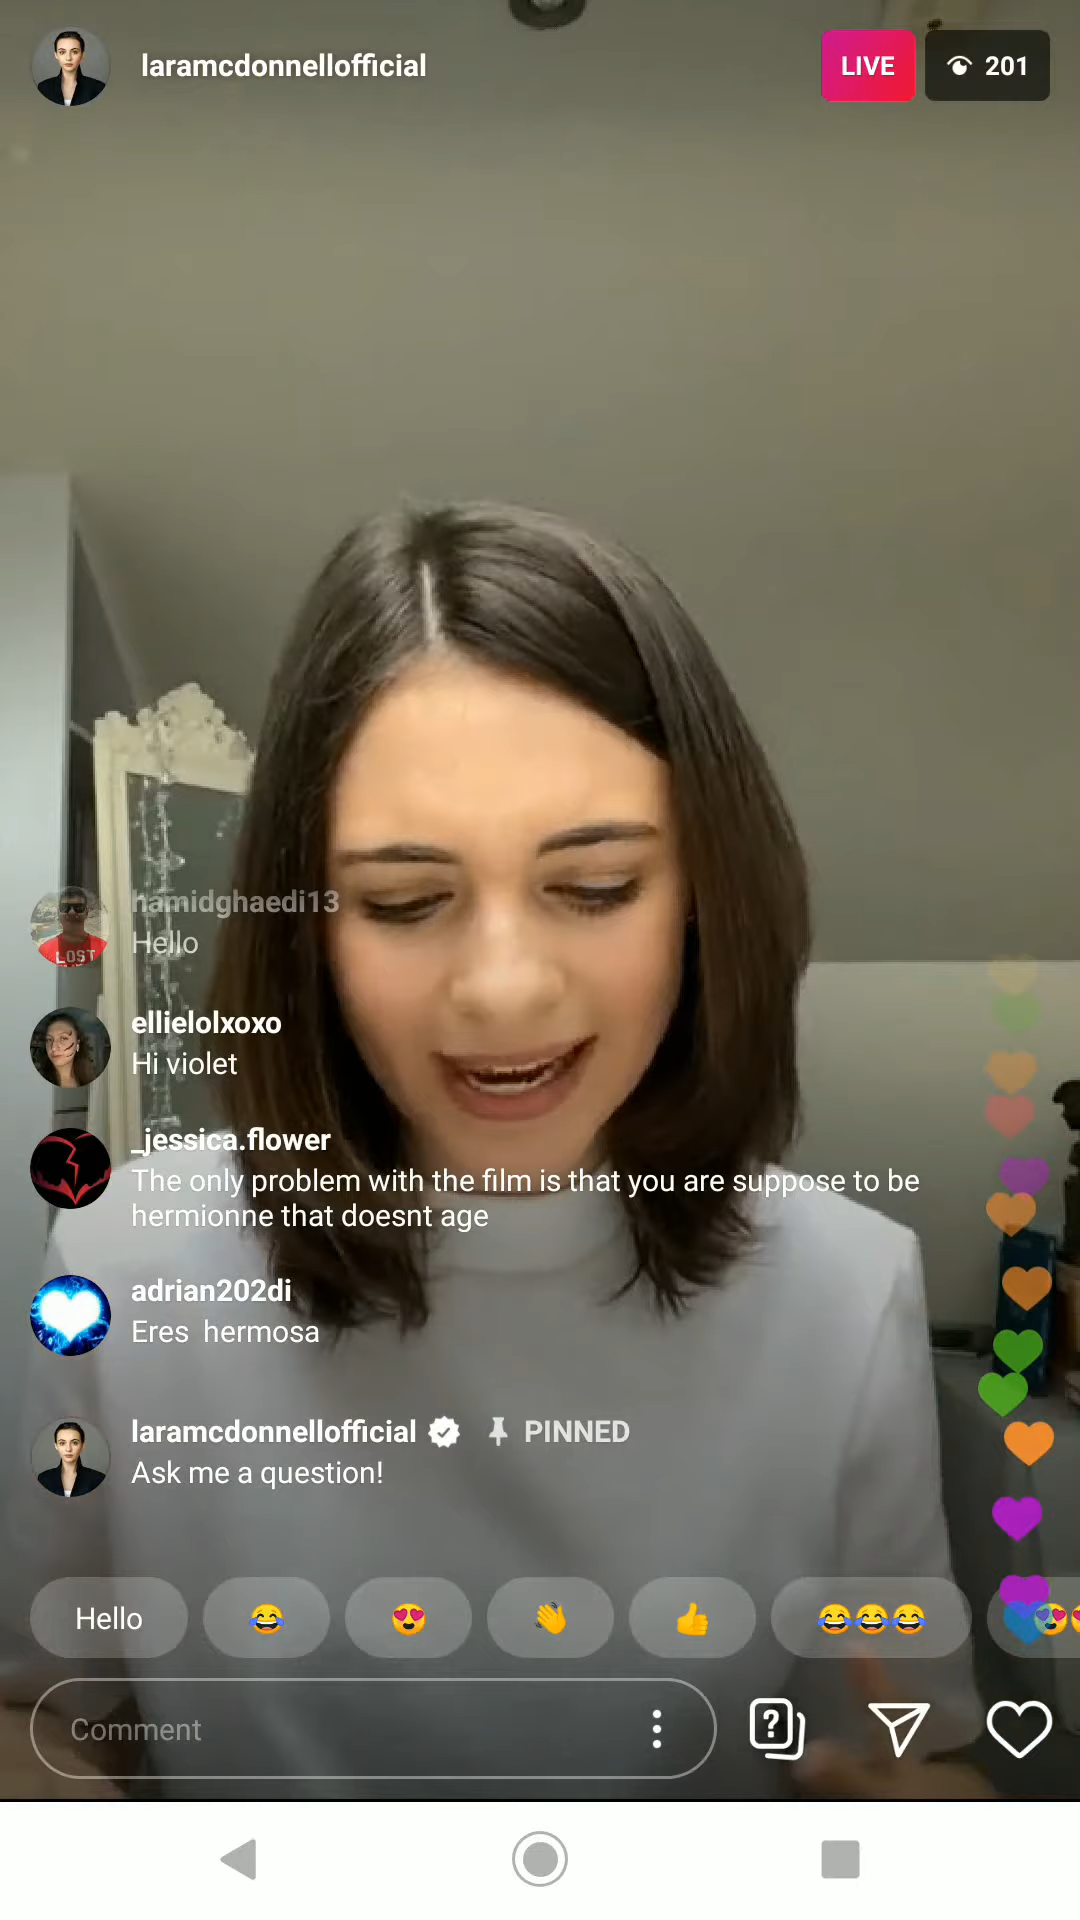 laramcdonnellofficial
LIVE
201
hamidghaedi13
Hello
LOST
ellielolxoxo
Hi violet
_jessica.flower
The only problem with the film is that you are suppose to be
hermionne that doesnt age
adrian202di
Eres  hermosa
laramcdonnellofficial PINNED
Ask me a question!
Hello 😂 😍 👋 👍 😂😂😂 😍
Comment